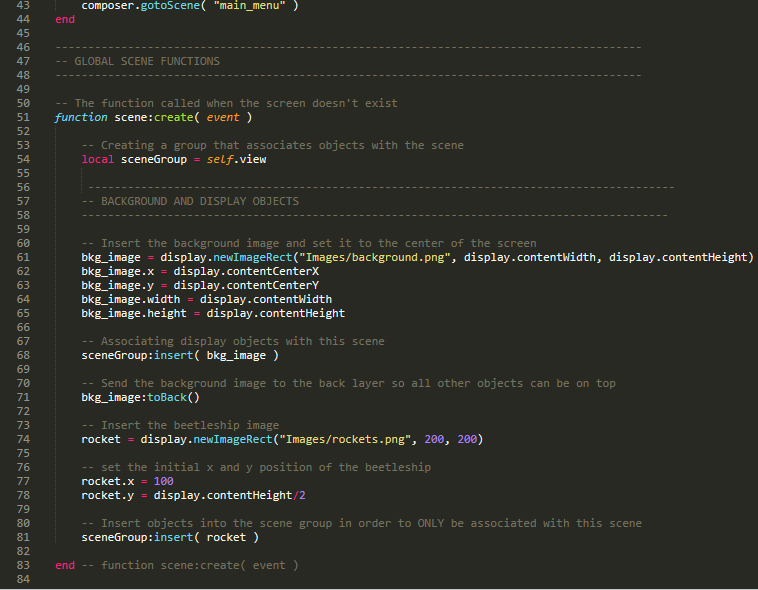 43 composer.gotoScene( "main_menu" )
44 end
45
46 -----------------------------------------------------------------------------------------
47 -- GLOBAL SCENE FUNCTIONS
48 -----------------------------------------------------------------------------------------
49
50 -- The function called when the screen doesn't exist
51 function scene:create( event )
52
53 -- Creating a group that associates objects with the scene
54 local sceneGroup = self.view
55
56 -----------------------------------------------------------------------------------------
57 -- BACKGROUND AND DISPLAY OBJECTS
58 -----------------------------------------------------------------------------------------
59
60 -- Insert the background image and set it to the center of the screen
61 bkg_image = display.newImageRect("Images/background.png", display.contentWidth, display.contentHeight)
62 bkg_image.x = display.contentCenterX
63 bkg_image.y = display.contentCenterY
64 bkg_image.width = display.contentWidth
65 bkg_image.height = display.contentHeight
66
67 -- Associating display objects with this scene
68 sceneGroup:insert( bkg_image )
69
70 -- Send the background image to the back layer so all other objects can be on top
71 bkg_image:toBack()
72
73 -- Insert the beetleship image
74 rocket = display.newImageRect("Images/rockets.png", 200, 200)
75
76 -- set the initial x and y position of the beetleship
77 rocket.x = 100
78 rocket.y = display.contentHeight/2
79
80 -- Insert objects into the scene group in order to ONLY be associated with this scene
81 sceneGroup:insert( rocket )
82
83 end -- function scene:create( event )
84